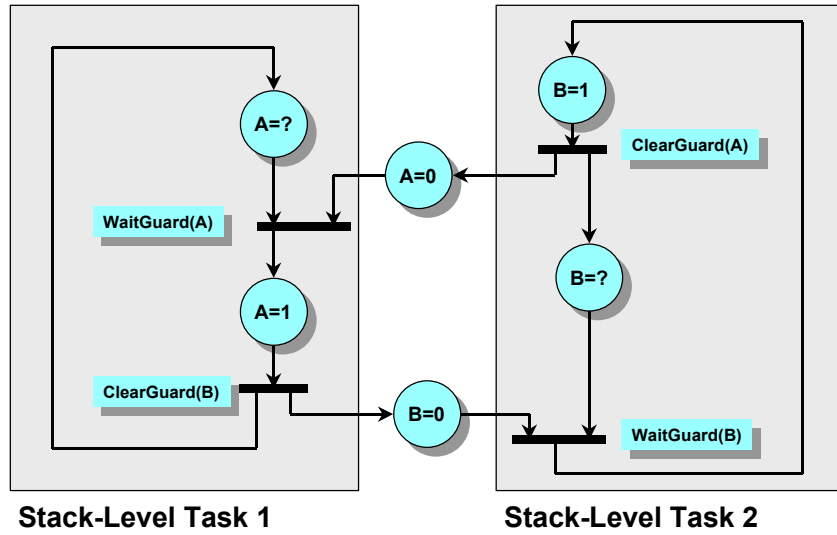 B=1
A=?
ClearGuard(A)
A=0
WaitGuard(A)
B=?
A=1
ClearGuard(B)
B=0
WaitGuard(B)
Stack-Level Task 1
Stack-Level Task 2